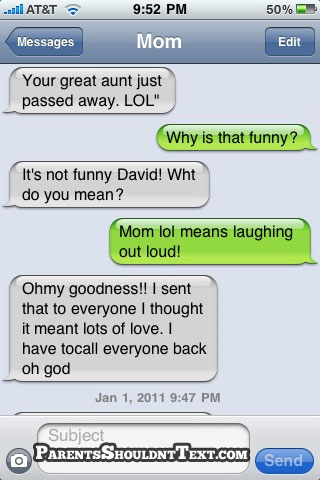 AT&T 9:52 PM 50%
Messages Mom Edit
Your great aunt just
passed away. LOL"
Why is that funny?
It's not funny David! Wht
do you mean?
Mom lol means laughing
out loud!
Ohmy goodness!! I sent
that to everyone I thought
it meant lots of love. I
have tocall everyone back
oh god
Jan 1, 2011 9:47 PM
Subject
PARENTSSHOULDNTTEXT.COM
Send